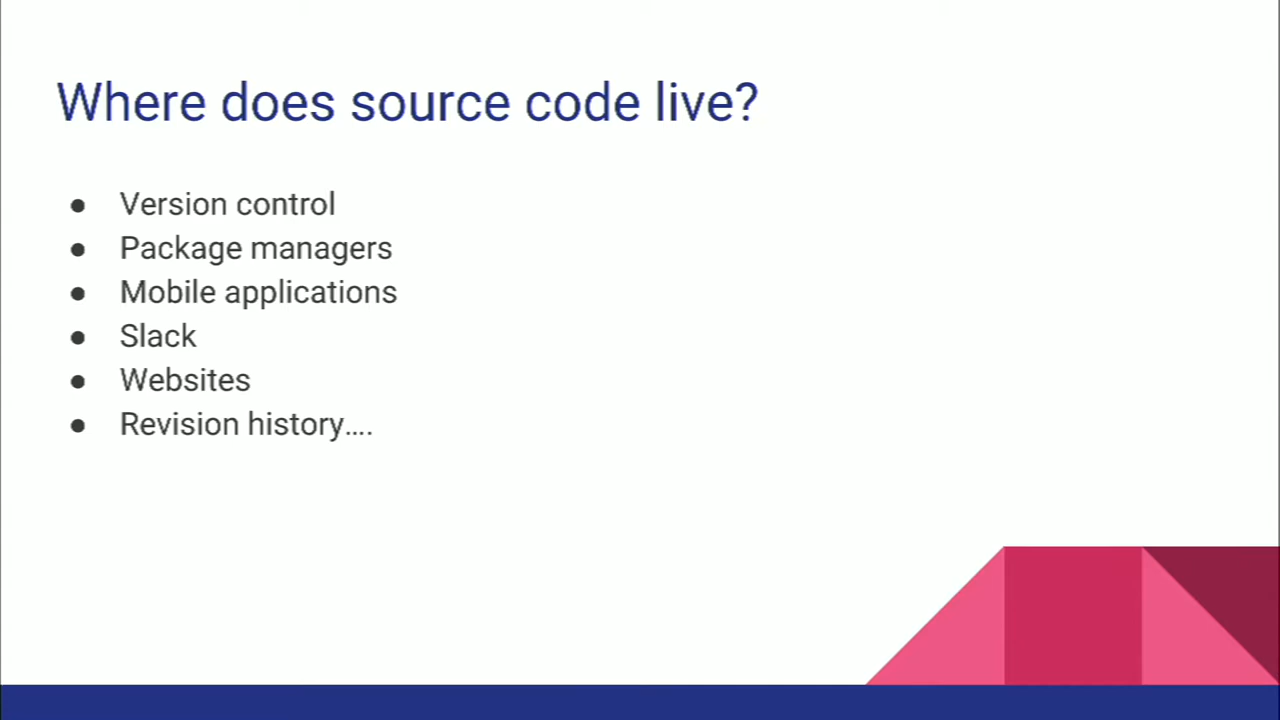 Where does source code live?
● Version control
● Package managers
● Mobile applications
● Slack
● Websites
● Revision history....